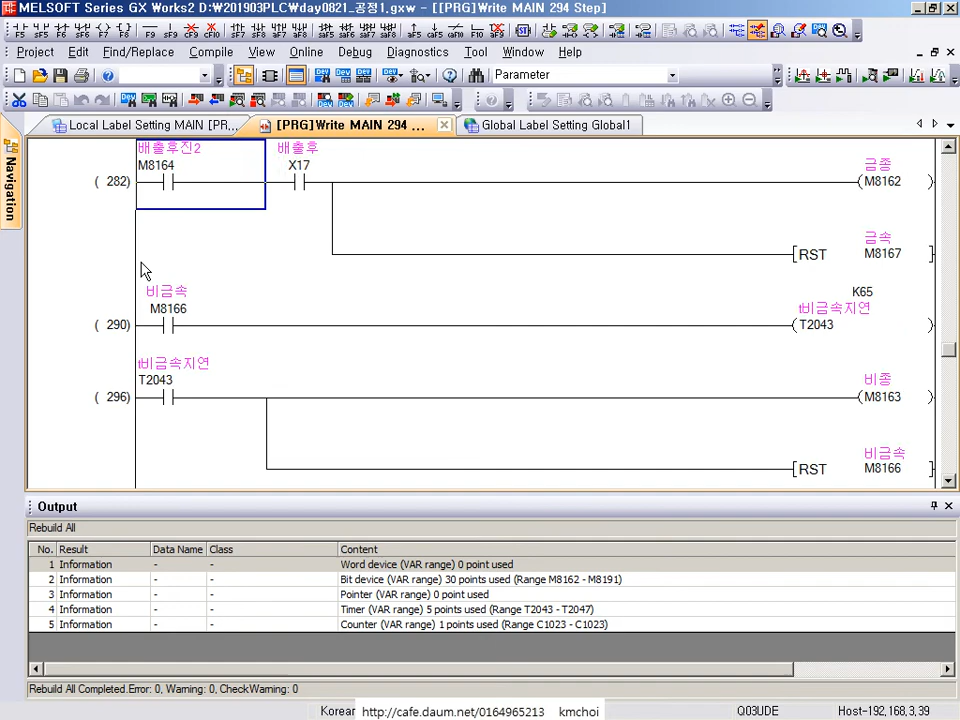 MELSOFT Series GX Works2 D:\201903PLC\day0821_공정1.gxw - [[PRG]Write MAIN 294 Step]
Project Edit Find/Replace Compile View Online Debug Diagnostics Tool Window Help
Parameter
Local Label Setting MAIN [PR... [PRG]Write MAIN 294 ... Global Label Setting Global1
Navigation
배출후진2 배출후 금종
M8164 X17
( 282) M8162
금속
RST M8167
비금속 K65
M8166 t비금속지연
( 290) T2043
t비금속지연 비종
T2043
( 296) M8163
비금속
RST M8166
Output
Rebuild All
No. Result Data Name Class Content
1 Information - - Word device (VAR range) 0 point used
2 Information - - Bit device (VAR range) 30 points used (Range M8162 - M8191)
3 Information - - Pointer (VAR range) 0 point used
4 Information - - Timer (VAR range) 5 points used (Range T2043 - T2047)
5 Information - - Counter (VAR range) 1 points used (Range C1023 - C1023)
Rebuild All Completed.Error: 0, Warning: 0, CheckWarning: 0
Korean http://cafe.daum.net/0164965213 kmchoi Q03UDE Host-192,168,3,39